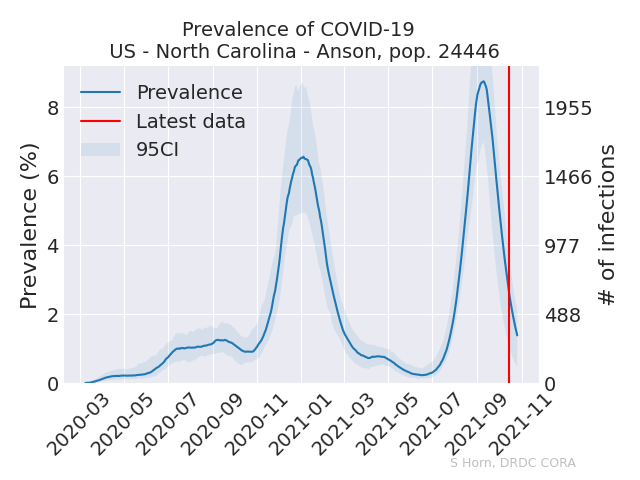 Prevalence of COVID-19
US - North Carolina - Anson, pop. 24446
Prevalence
Latest data
95CI
Prevalence (%)
8
6
4
2
0
1955
1466
977
488
0
# of infections
2020-03
2020-05
2020-07
2020-09
2020-11
2021-01
2021-03
2021-05
2021-07
2021-09
2021-11
S Horn, DRDC CORA